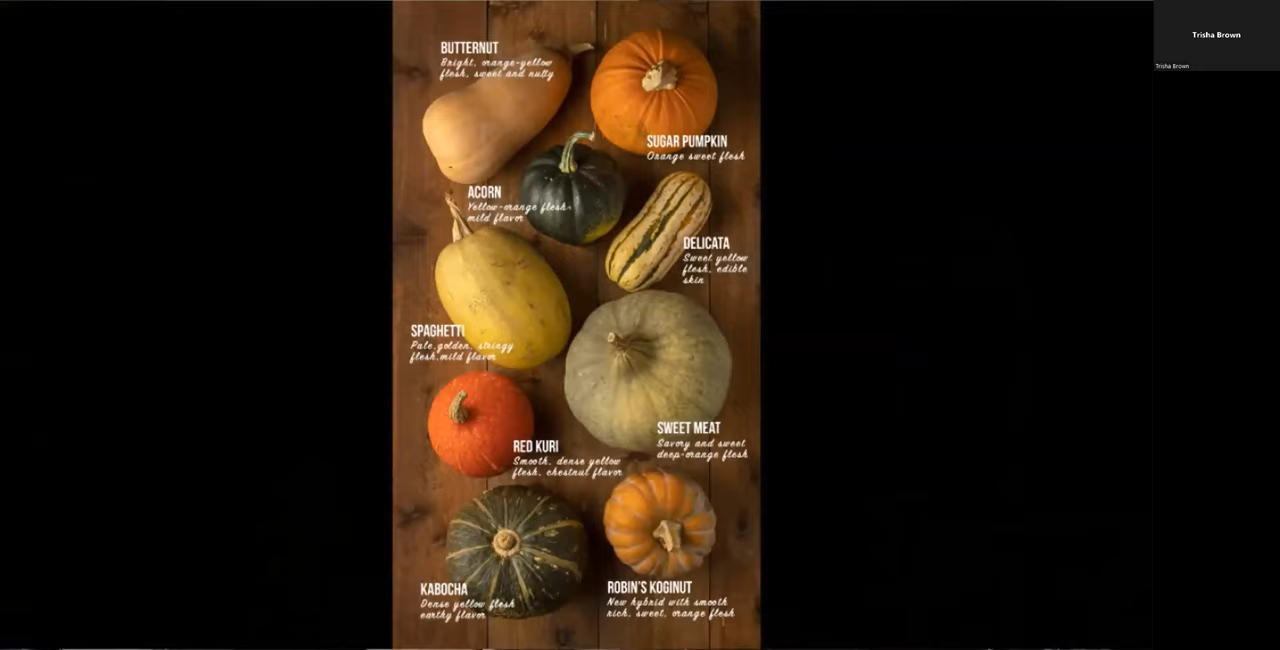 BUTTERNUT
Bright, orange-yellow
flesh, sweet and nutty
SUGAR PUMPKIN
Orange sweet flesh
ACORN
Yellow-orange flesh,
mild flavor
DELICATA
Sweet yellow
flesh, edible
skin
SPAGHETTI
Pale, golden, stringy
flesh, mild flavor
SWEET MEAT
Savory and sweet
deep-orange flesh
RED KURI
Smooth, dense yellow
flesh, chestnut flavor
KABOCHA
Dense yellow flesh
earthy flavor
ROBIN'S KOGINUT
New hybrid with smooth
rich, sweet, orange flesh
Trisha Brown
Trisha Brown